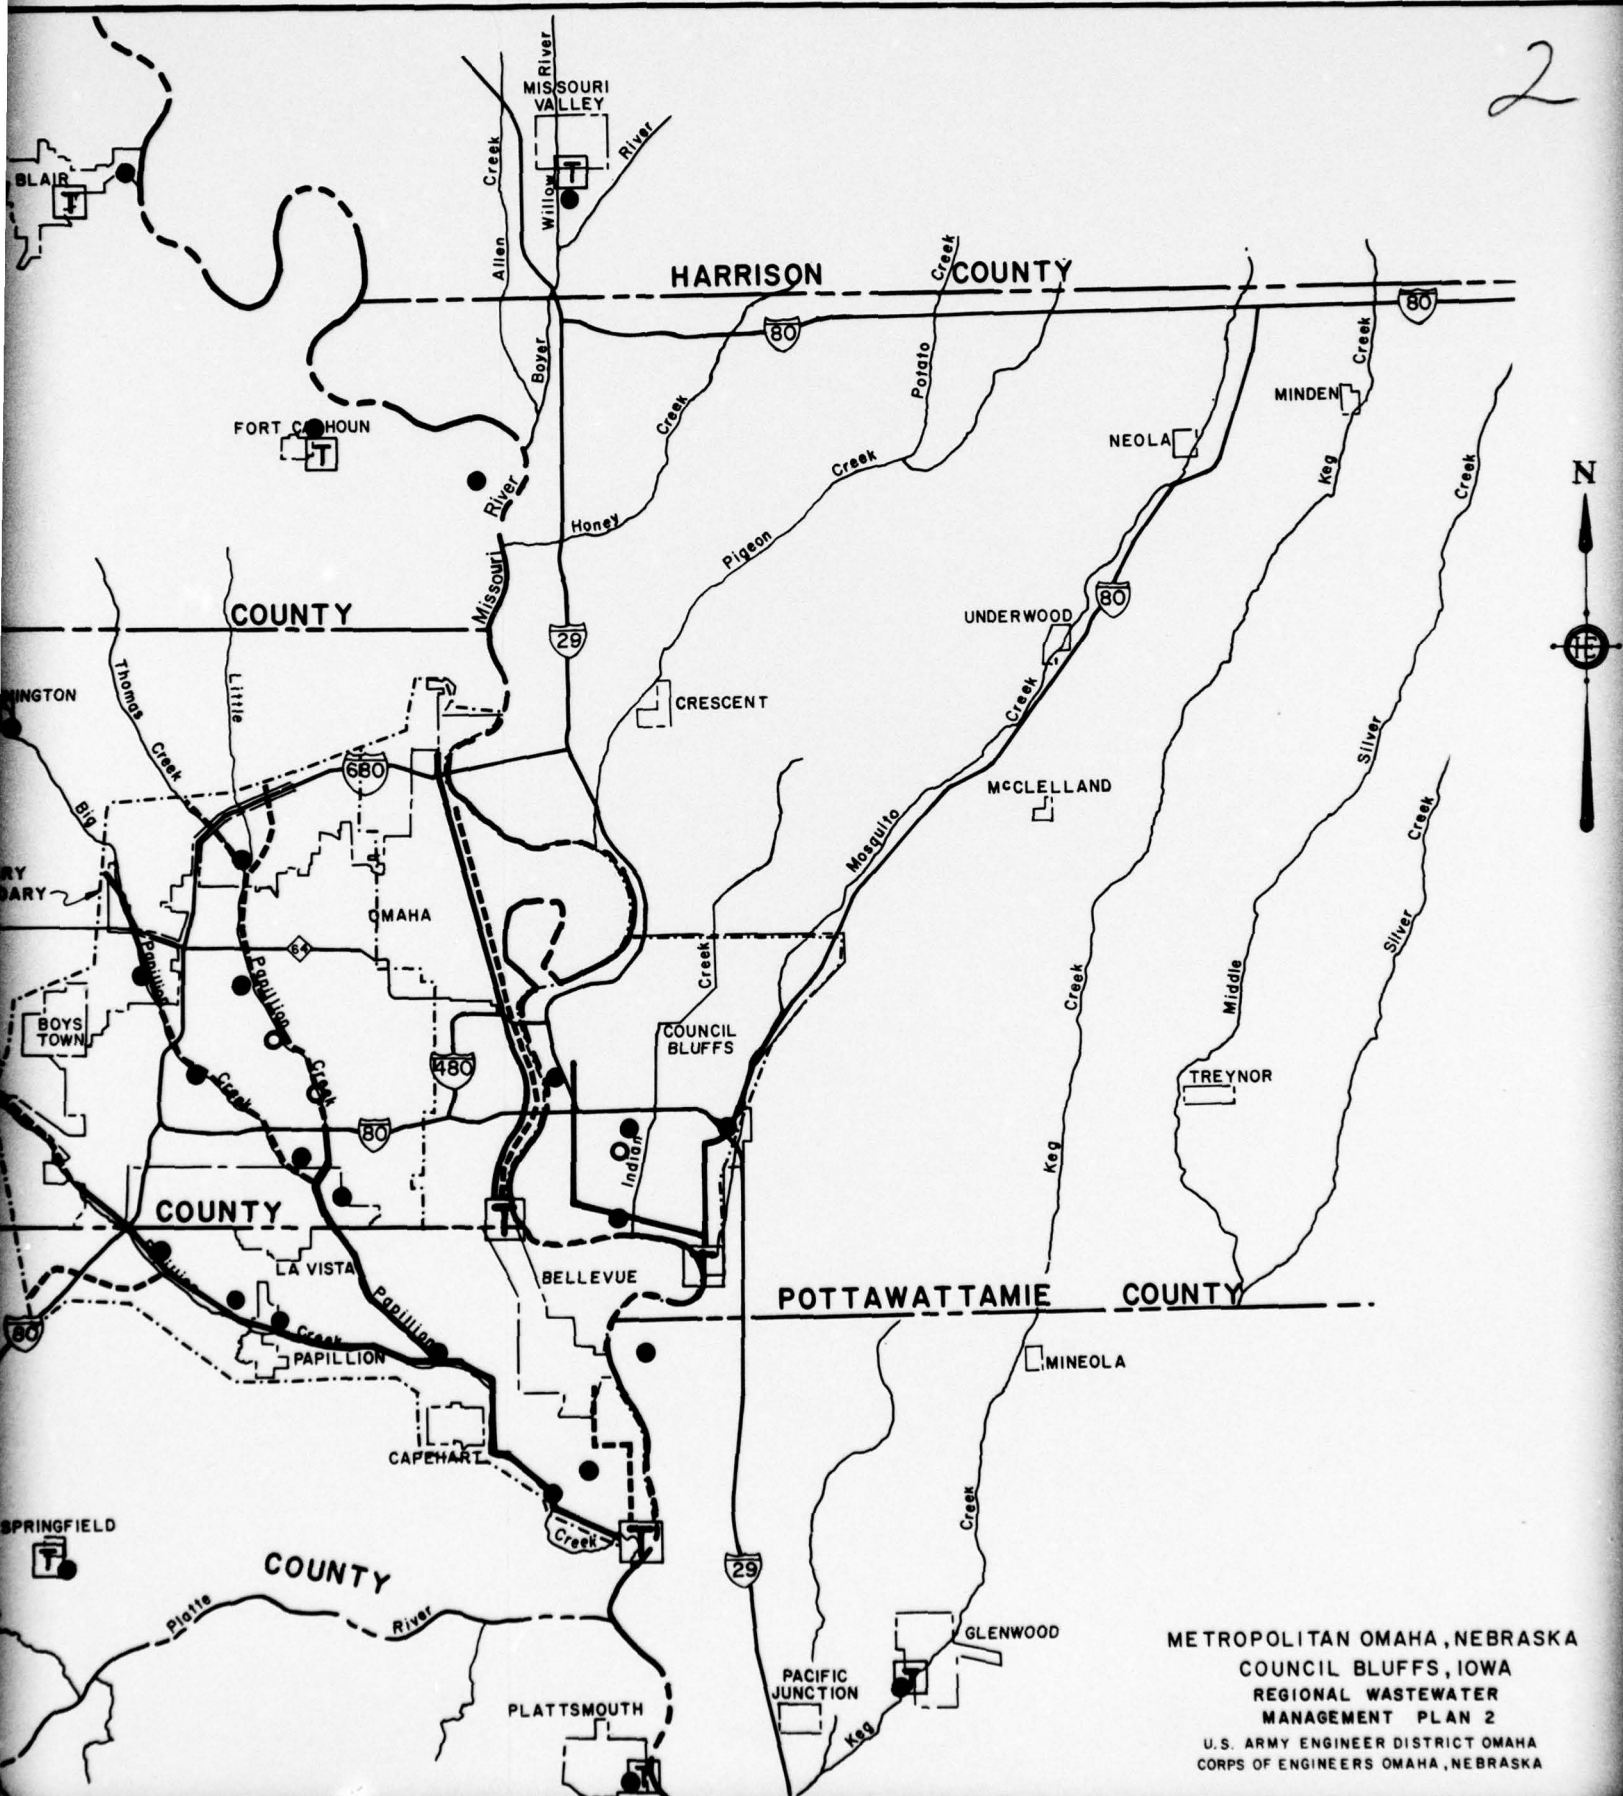 2
River
MISSOURI
VALLEY
Creek
River
BLAIR
T
T
Willow
Allen
HARRISON COUNTY
Creek
80
80
Boyer
Potato
Creek
Creek
MINDEN
FORT CALHOUN
T
Creek
NEOLA
Creek
Keg
Creek
N
River
Honey
Pigeon
Missouri
80
COUNTY
UNDERWOOD
29
HE
Thomas
Little
Creek
CRESCENT
Silver
Creek
680
McCLELLAND
Big
Mosquito
Creek
RY
DARY
OMAHA
64
Papillion
Papillion
Creek
Creek
Silver
Middle
BOYS
TOWN
COUNCIL
BLUFFS
480
Creek
Creek
TREYNOR
80
Indian
Keg
COUNTY
T
LA VISTA
BELLEVUE
Papillion
POTTAWATTAMIE COUNTY
80
Creek
PAPILLION
MINEOLA
CAPEHART
Creek
SPRINGFIELD
T
Creek
T
COUNTY
29
Platte
River
GLENWOOD
T
PACIFIC
JUNCTION
Keg
PLATTSMOUTH
T
METROPOLITAN OMAHA, NEBRASKA
COUNCIL BLUFFS, IOWA
REGIONAL WASTEWATER
MANAGEMENT PLAN 2
U.S. ARMY ENGINEER DISTRICT OMAHA
CORPS OF ENGINEERS OMAHA, NEBRASKA